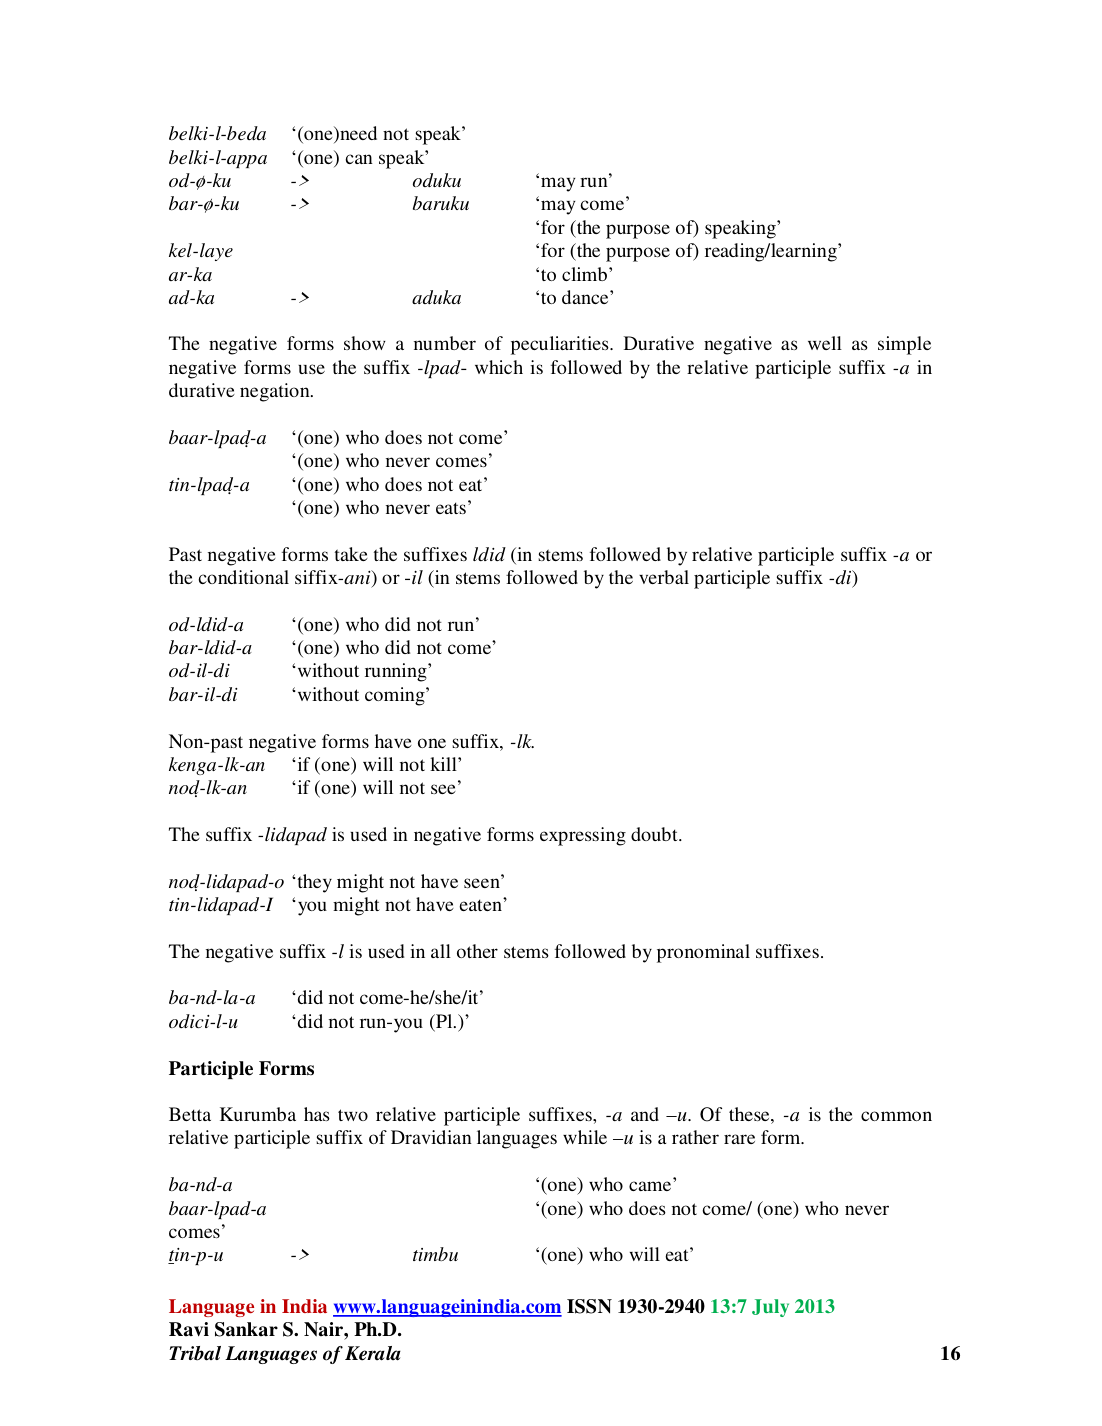 belki-l-beda ‘(one)need not speak’
belki-l-appa ‘(one) can speak’
od-ø-ku -> oduku ‘may run’
bar-ø-ku -> baruku ‘may come’
‘for (the purpose of) speaking’
kel-laye ‘for (the purpose of) reading/learning’
ar-ka ‘to climb’
ad-ka -> aduka ‘to dance’
The negative forms show a number of peculiarities. Durative negative as well as simple
negative forms use the suffix -lpad- which is followed by the relative participle suffix -a in
durative negation.
baar-lpaḍ-a ‘(one) who does not come’
‘(one) who never comes’
tin-lpaḍ-a ‘(one) who does not eat’
‘(one) who never eats’
Past negative forms take the suffixes ldid (in stems followed by relative participle suffix -a or
the conditional siffix-ani) or -il (in stems followed by the verbal participle suffix -di)
od-ldid-a ‘(one) who did not run’
bar-ldid-a ‘(one) who did not come’
od-il-di ‘without running’
bar-il-di ‘without coming’
Non-past negative forms have one suffix, -lk.
kenga-lk-an ‘if (one) will not kill’
noḍ-lk-an ‘if (one) will not see’
The suffix -lidapad is used in negative forms expressing doubt.
noḍ-lidapad-o ‘they might not have seen’
tin-lidapad-I ‘you might not have eaten’
The negative suffix -l is used in all other stems followed by pronominal suffixes.
ba-nd-la-a ‘did not come-he/she/it’
odici-l-u ‘did not run-you (Pl.)’
Participle Forms
Betta Kurumba has two relative participle suffixes, -a and –u. Of these, -a is the common
relative participle suffix of Dravidian languages while –u is a rather rare form.
ba-nd-a ‘(one) who came’
baar-lpad-a ‘(one) who does not come/ (one) who never
comes’
ṯin-p-u -> timbu ‘(one) who will eat’
Language in India www.languageinindia.com ISSN 1930-2940 13:7 July 2013
Ravi Sankar S. Nair, Ph.D.
Tribal Languages of Kerala 16